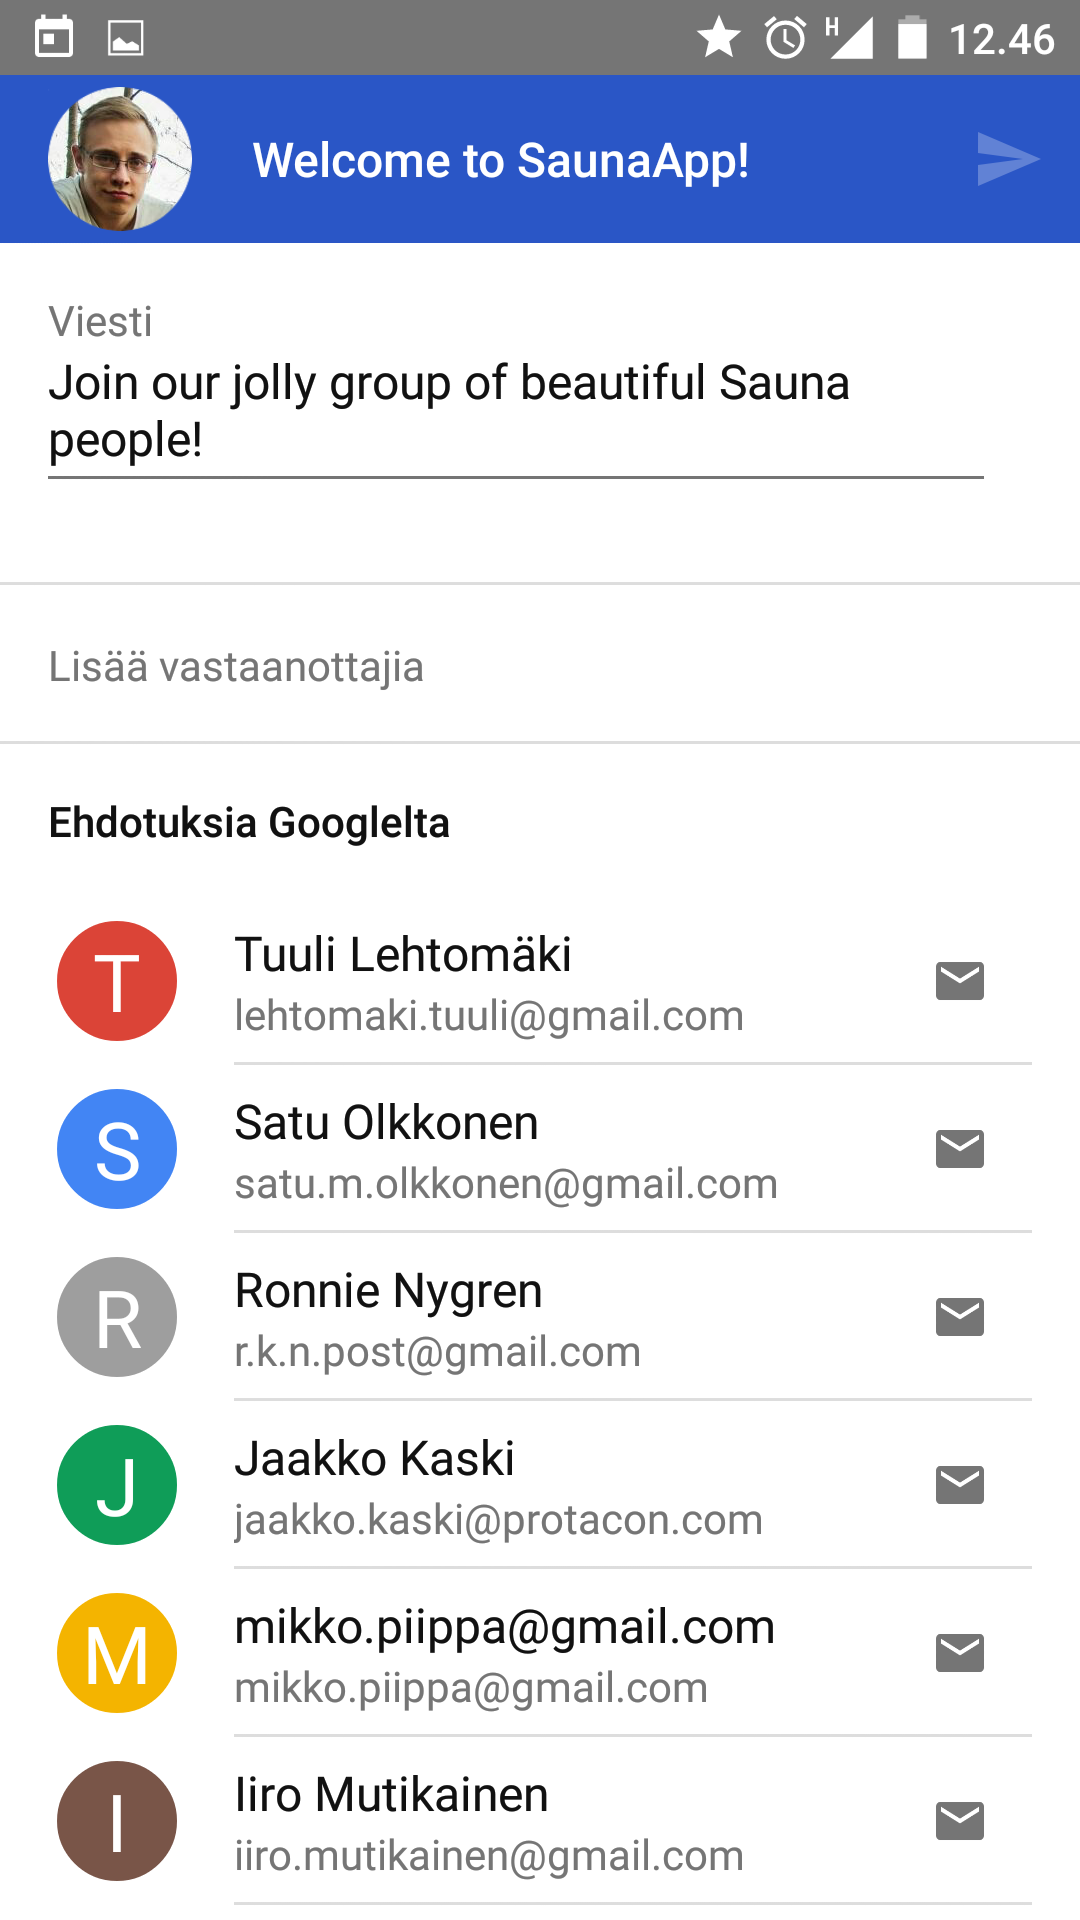 H 12.46
Welcome to SaunaApp!
Viesti
Join our jolly group of beautiful Sauna
people!
Lisää vastaanottajia
Ehdotuksia Googlelta
T
Tuuli Lehtomäki
lehtomaki.tuuli@gmail.com
S
Satu Olkkonen
satu.m.olkkonen@gmail.com
R
Ronnie Nygren
r.k.n.post@gmail.com
J
Jaakko Kaski
jaakko.kaski@protacon.com
M
mikko.piippa@gmail.com
mikko.piippa@gmail.com
I
Iiro Mutikainen
iiro.mutikainen@gmail.com